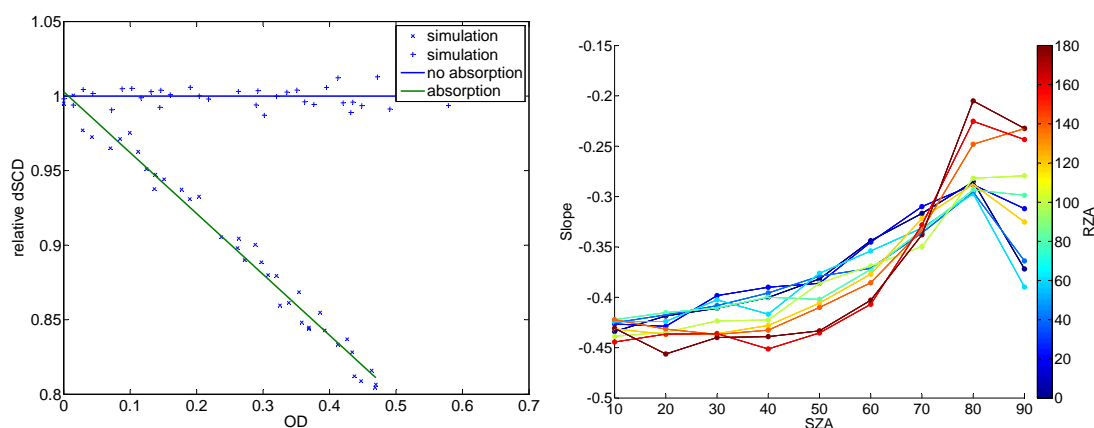 1.05
1
0.95
0.9
0.85
0.8
relative dSCD
0 0.1 0.2 0.3 0.4 0.5 0.6 0.7
OD
simulation
simulation
no absorption
absorption
-0.15
-0.2
-0.25
-0.3
-0.35
-0.4
-0.45
-0.5
Slope
10 20 30 40 50 60 70 80 90
SZA
180
160
140
120
100
80
60
40
20
0
RZA